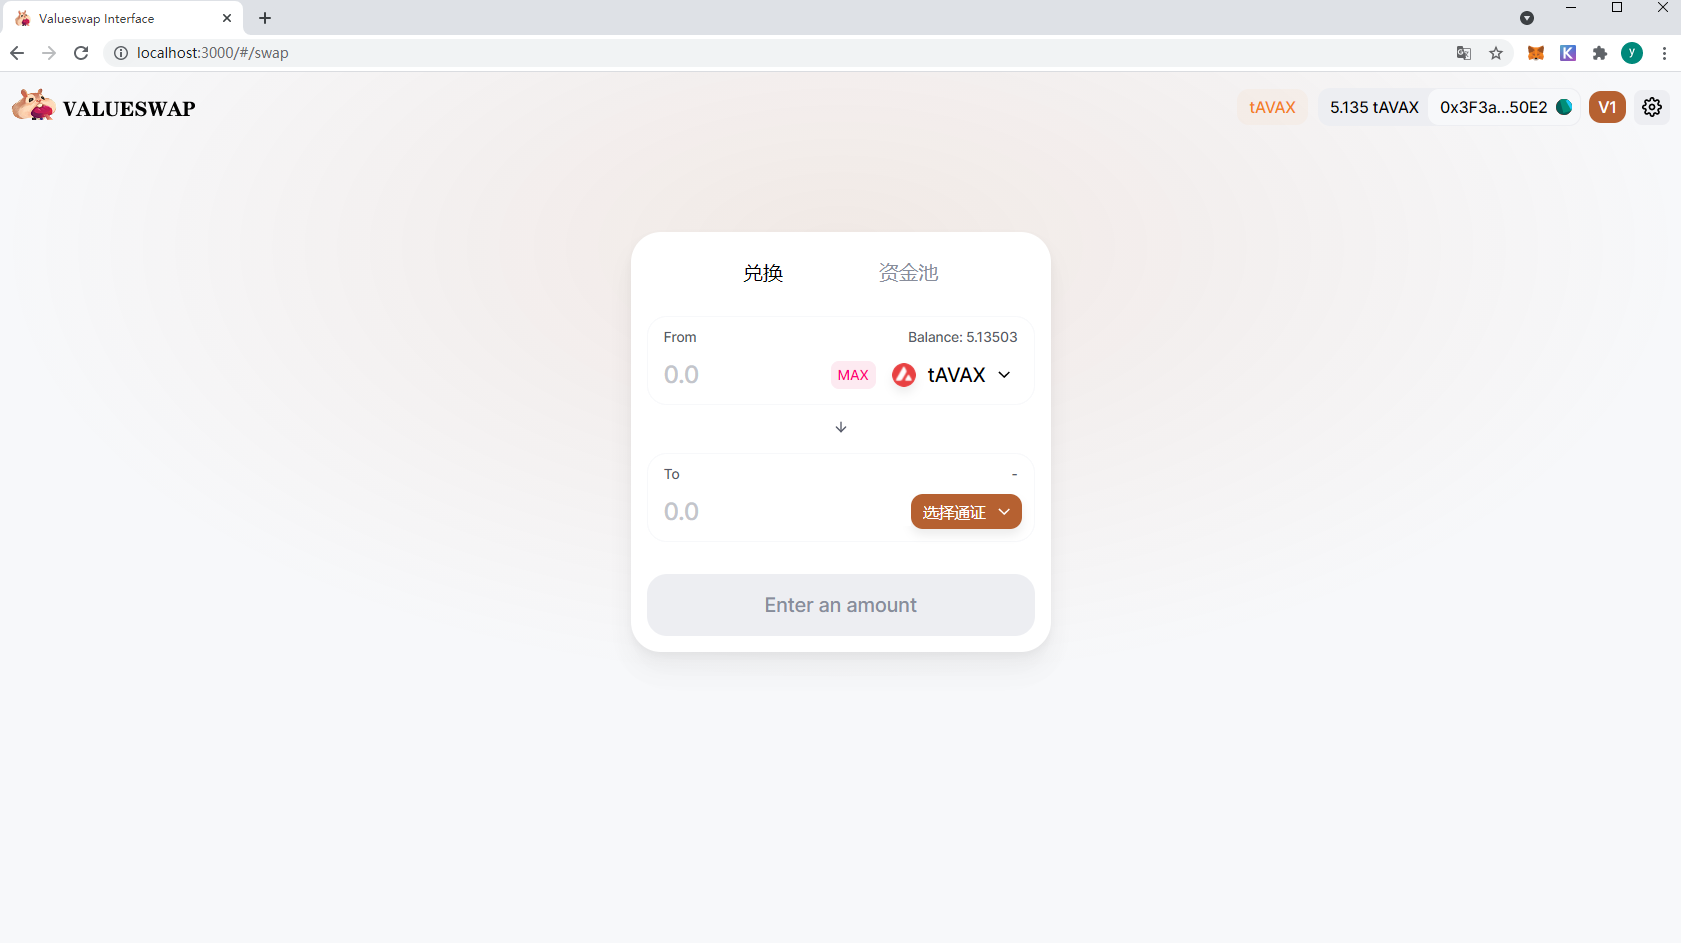 Valueswap Interface
localhost:3000/#/swap
K
y
VALUESWAP
tAVAX
5.135 tAVAX
0x3F3a...50E2
V1
兑换
资金池
From
Balance: 5.13503
0.0
MAX
tAVAX
To
-
0.0
选择通证
Enter an amount